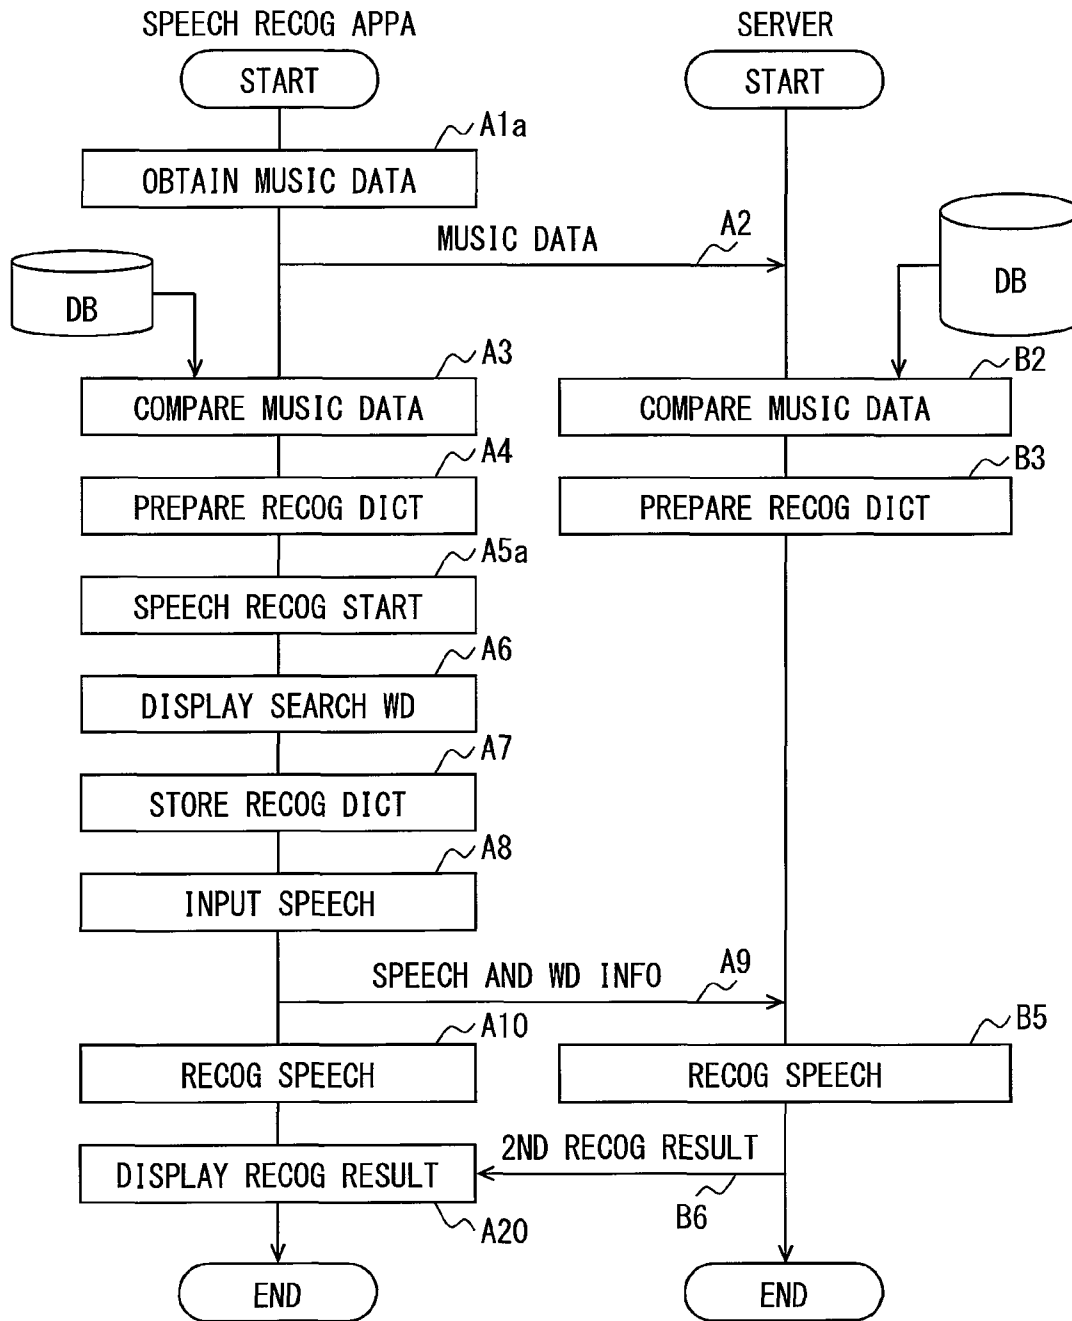 SPEECH RECOG APPA
SERVER
START
START
A1a
OBTAIN MUSIC DATA
MUSIC DATA
A2
DB
DB
A3
B2
COMPARE MUSIC DATA
COMPARE MUSIC DATA
A4
B3
PREPARE RECOG DICT
PREPARE RECOG DICT
A5a
SPEECH RECOG START
A6
DISPLAY SEARCH WD
A7
STORE RECOG DICT
A8
INPUT SPEECH
SPEECH AND WD INFO
A9
A10
B5
RECOG SPEECH
RECOG SPEECH
2ND RECOG RESULT
DISPLAY RECOG RESULT
B6
A20
END
END